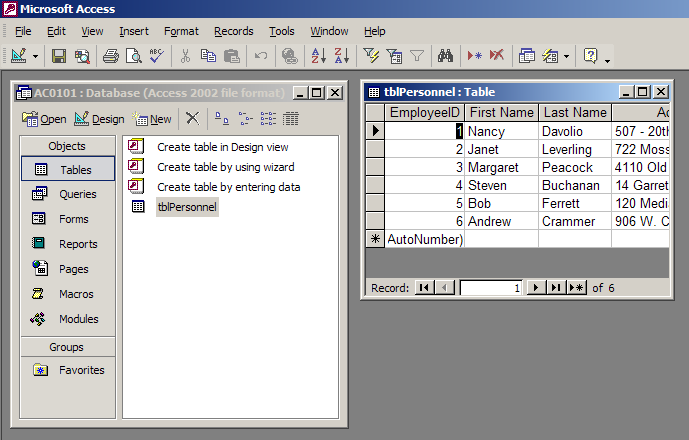 Microsoft Access
File Edit View Insert Format Records Tools Window Help
AC0101 : Database (Access 2002 file format)
Open Design New
Objects
Tables
Queries
Forms
Reports
Pages
Macros
Modules
Groups
Favorites
Create table in Design view
Create table by using wizard
Create table by entering data
tblPersonnel
tblPersonnel : Table
EmployeeID First Name Last Name
1 Nancy Davolio 507 - 20th
2 Janet Leverling 722 Moss
3 Margaret Peacock 4110 Old
4 Steven Buchanan 14 Garret
5 Bob Ferrett 120 Medi
6 Andrew Crammer 906 W. C
AutoNumber)
Record: 1 of 6